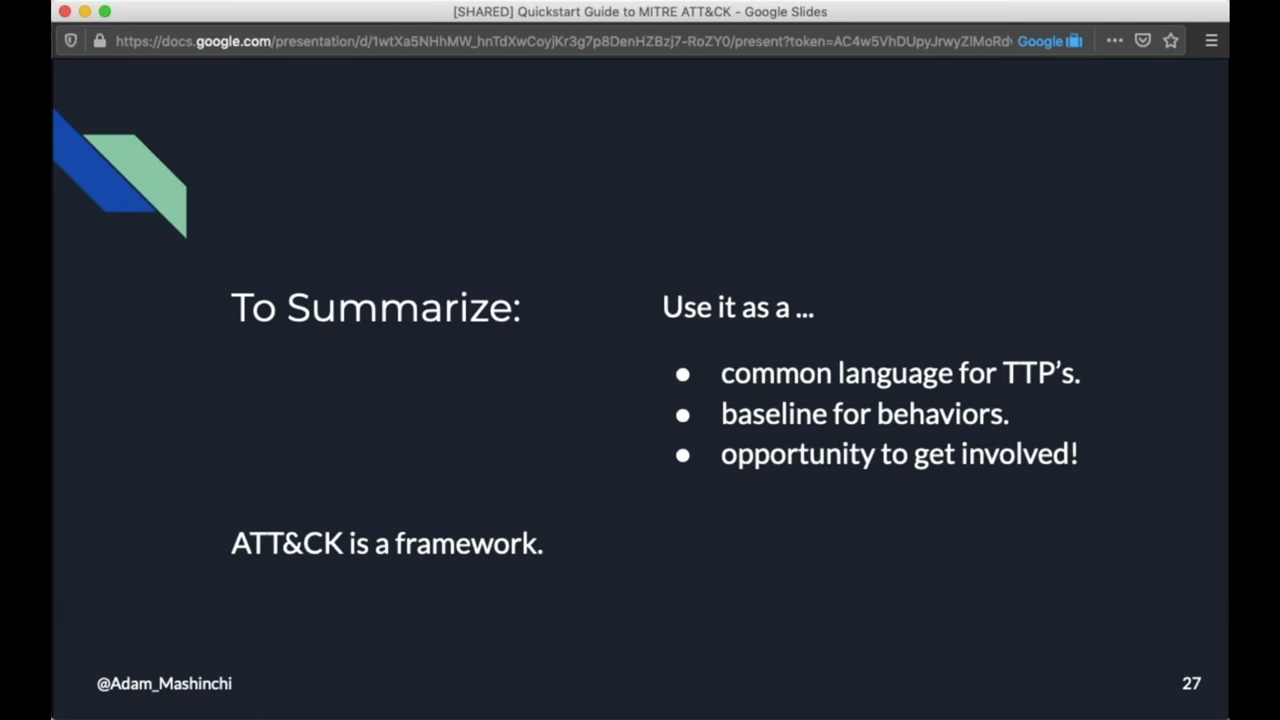 [SHARED] Quickstart Guide to MITRE ATT&CK - Google Slides
https://docs.google.com/presentation/d/1wtXa5NHhMW_hnTdXwCoyjKr3g7p8DenHZBzj7-RoZY0/present?token=AC4w5VhDUpyJrwyZlMoRd Google
To Summarize:
Use it as a ...
● common language for TTP's.
● baseline for behaviors.
● opportunity to get involved!
ATT&CK is a framework.
@Adam_Mashinchi
27